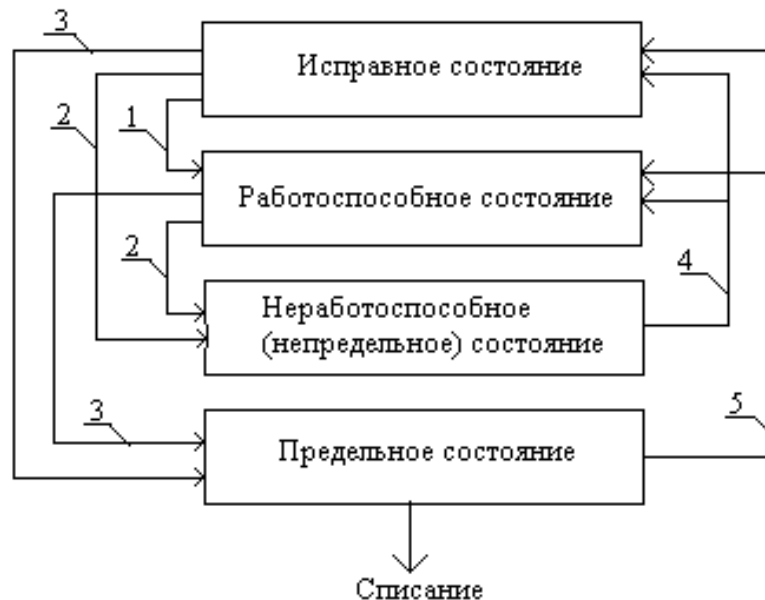 3
Исправное состояние
2
1
Работоспособное состояние
2
4
Неработоспособное
(непредельное) состояние
3
5
Предельное состояние
Списание